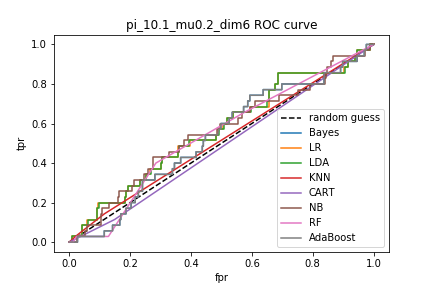 pi_10.1_mu0.2_dim6 ROC curve
1.0
0.8
0.6
0.4
0.2
0.0
tpr
0.0 0.2 0.4 0.6 0.8 1.0
fpr
random guess
Bayes
LR
LDA
KNN
CART
NB
RF
AdaBoost